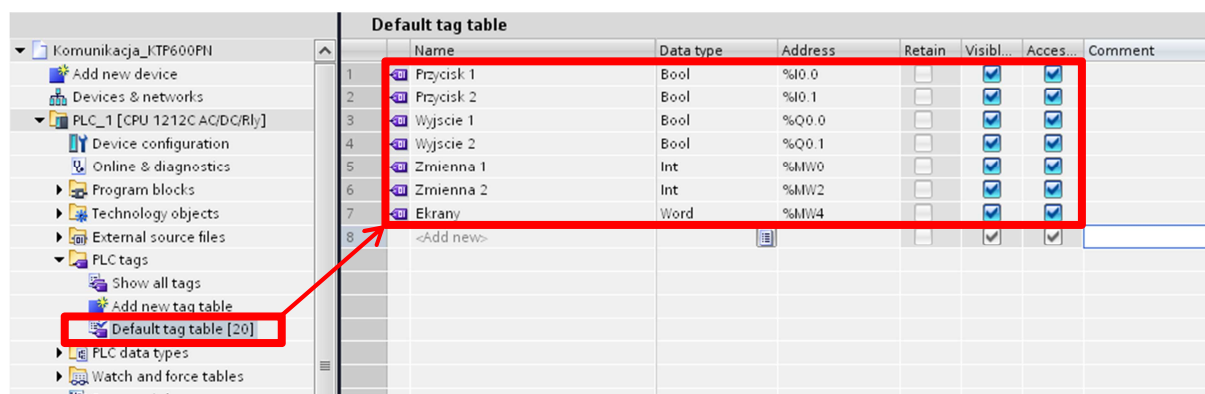 Default tag table
Komunikacja_KTP600PN
Add new device
Devices & networks
PLC_1 [CPU 1212C AC/DC/Rly]
Device configuration
Online & diagnostics
Program blocks
Technology objects
External source files
PLC tags
Show all tags
Add new tag table
Default tag table [20]
PLC data types
Watch and force tables
Name Data type Address Retain Visibl... Acces... Comment
1 Przycisk 1 Bool %I0.0
2 Przycisk 2 Bool %I0.1
3 Wyjscie 1 Bool %Q0.0
4 Wyjscie 2 Bool %Q0.1
5 Zmienna 1 Int %MW0
6 Zmienna 2 Int %MW2
7 Ekrany Word %MW4
8 <Add new>